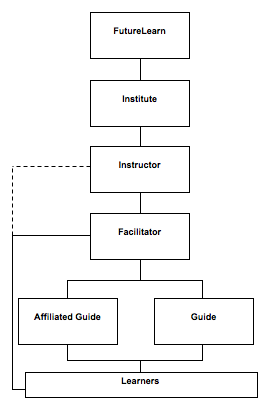 FutureLearn
Institute
Instructor
Facilitator
Affiliated Guide
Guide
Learners